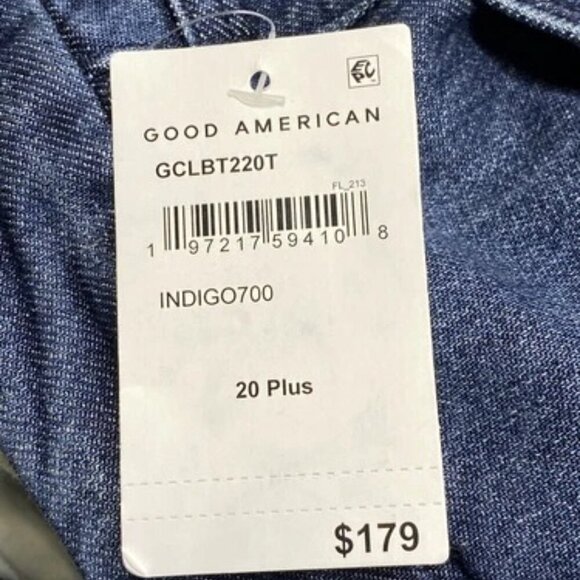 GOOD AMERICAN
GCLBT220T
FL_213
1 97217 59410 8
INDIGO700
20 Plus
$179